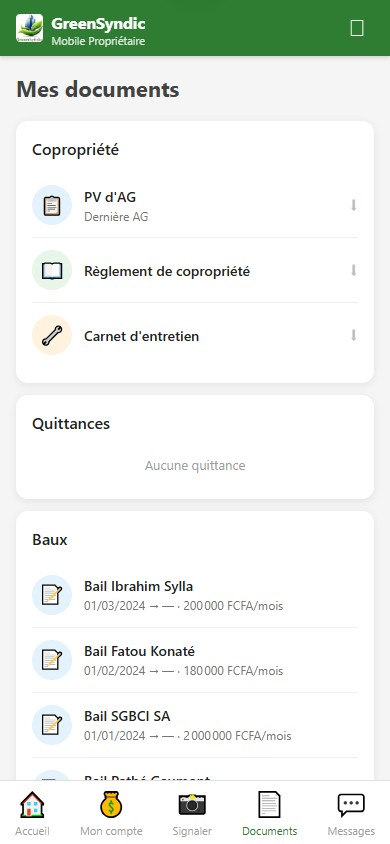 GreenSyndic
Mobile Propriétaire
Mes documents
Copropriété
PV d'AG
Dernière AG
Règlement de copropriété
Carnet d'entretien
Quittances
Aucune quittance
Baux
Bail Ibrahim Sylla
01/03/2024 → — · 200 000 FCFA/mois
Bail Fatou Konaté
01/02/2024 → — · 180 000 FCFA/mois
Bail SGBCI SA
01/01/2024 → — · 2 000 000 FCFA/mois
Bail Pathé Gaumont
Accueil
Mon compte
Signaler
Documents
Messages